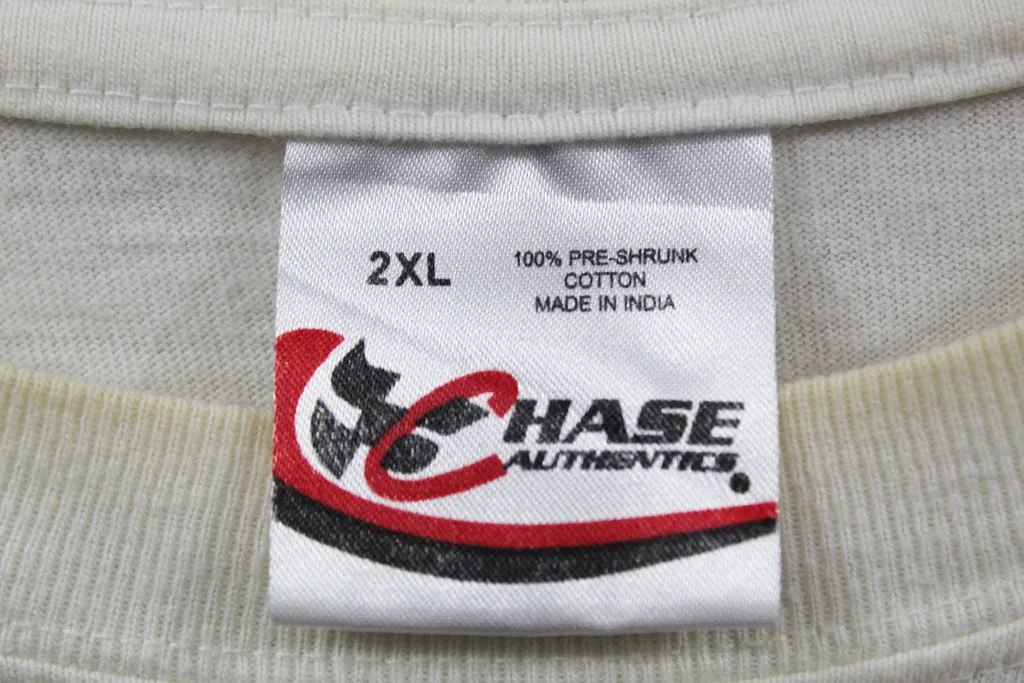 2XL
100% PRE-SHRUNK
COTTON
MADE IN INDIA
CHASE
AUTHENTICS